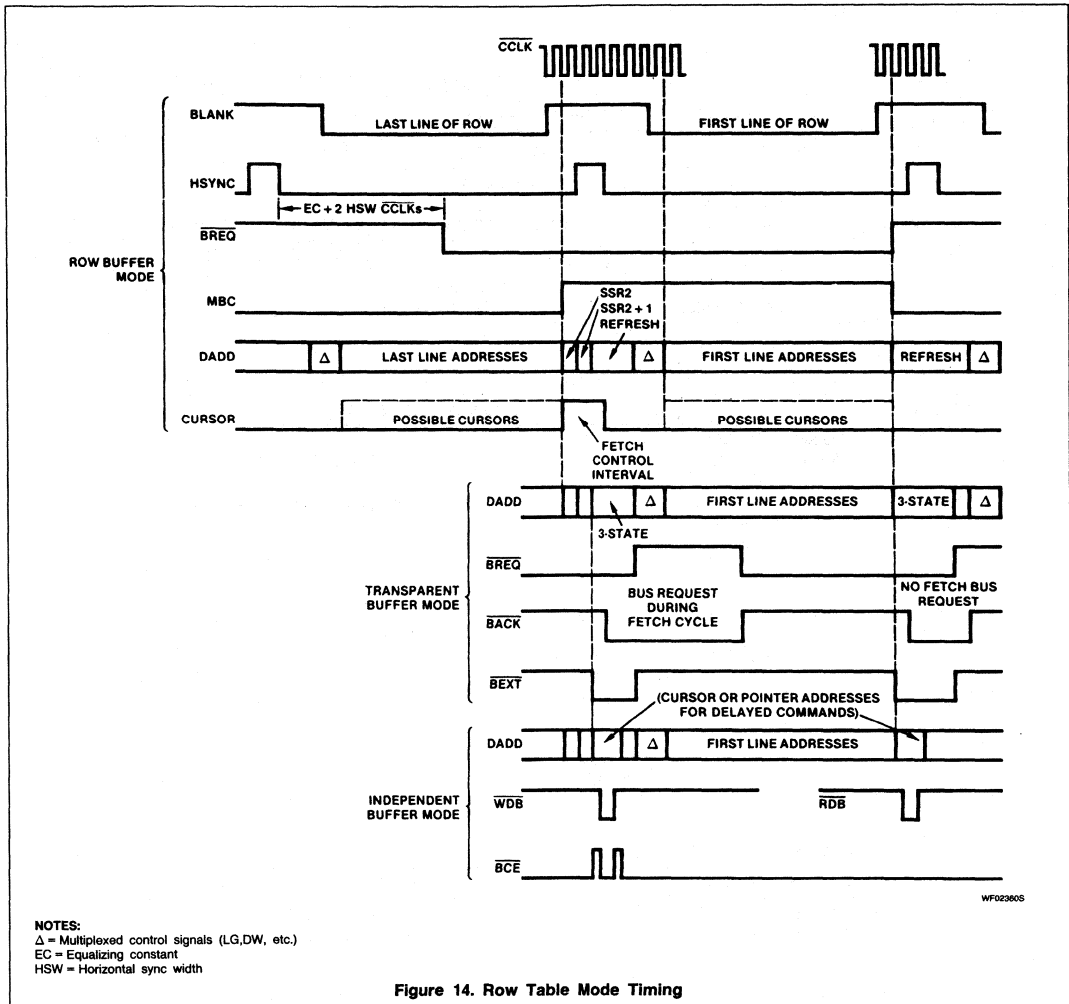 CCLK
BLANK
LAST LINE OF ROW
FIRST LINE OF ROW
HSYNC
EC + 2 HSW CCLKs
BREQ
ROW BUFFER
MODE
MBC
SSR2
SSR2 + 1
REFRESH
DADD
Δ
LAST LINE ADDRESSES
Δ
FIRST LINE ADDRESSES
REFRESH
Δ
CURSOR
POSSIBLE CURSORS
POSSIBLE CURSORS
FETCH
CONTROL
INTERVAL
DADD
Δ
FIRST LINE ADDRESSES
3-STATE
Δ
3-STATE
BREQ
TRANSPARENT
BUFFER MODE
BUS REQUEST
DURING
FETCH CYCLE
NO FETCH BUS
REQUEST
BACK
BEXT
(CURSOR OR POINTER ADDRESSES
FOR DELAYED COMMANDS)
DADD
Δ
FIRST LINE ADDRESSES
INDEPENDENT
BUFFER MODE
WDB
RDB
BCE
WF02360S
NOTES:
Δ = Multiplexed control signals (LG,DW, etc.)
EC = Equalizing constant
HSW = Horizontal sync width
Figure 14. Row Table Mode Timing